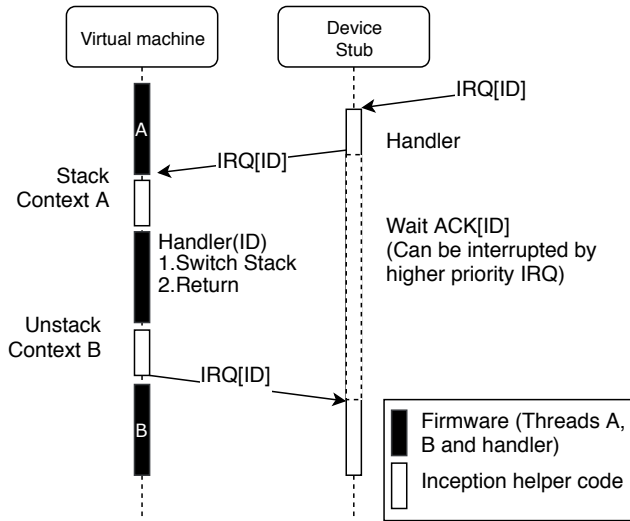 Virtual machine
Device
Stub
IRQ[ID]
A
Handler
IRQ[ID]
Stack
Context A
Wait ACK[ID]
(Can be interrupted by
higher priority IRQ)
Handler(ID)
1.Switch Stack
2.Return
Unstack
Context B
IRQ[ID]
B
Firmware (Threads A,
B and handler)
Inception helper code